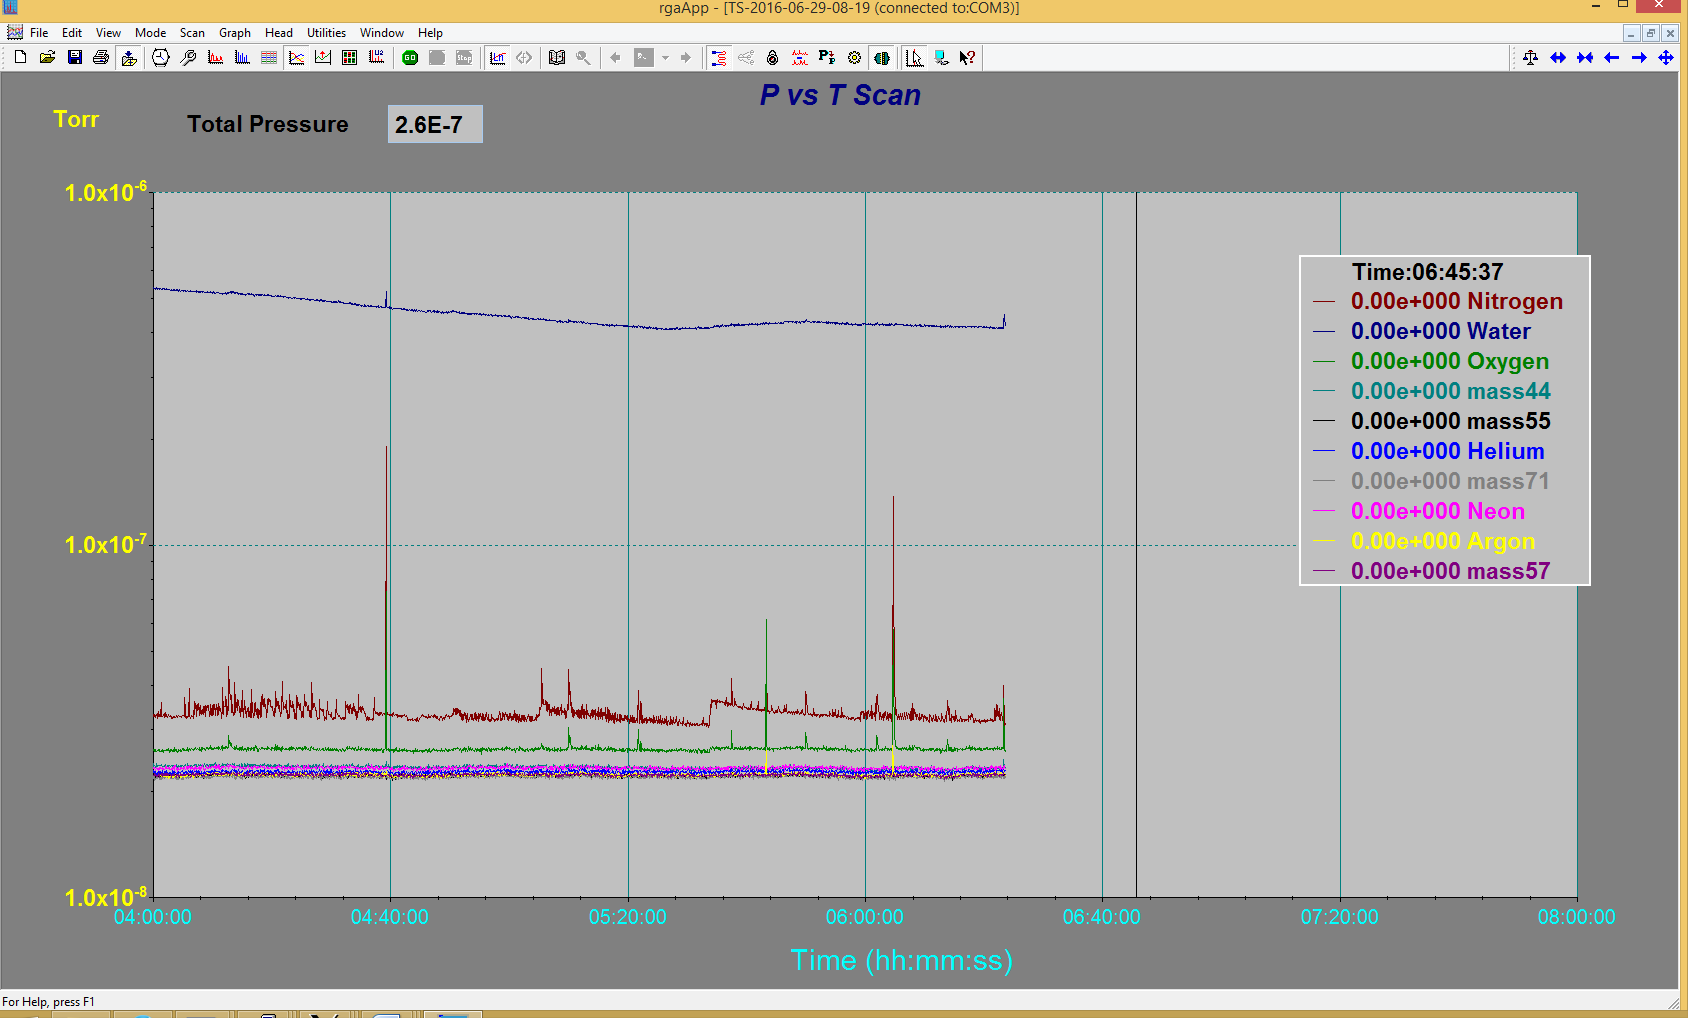 rgaApp - [TS-2016-06-29-08-19 (connected to:COM3)]
File Edit View Mode Scan Graph Head Utilities Window Help
GO Stop
P vs T Scan
Torr
Total Pressure 2.6E-7
1.0x10-6
1.0x10-7
1.0x10-8
Time:06:45:37
0.00e+000 Nitrogen
0.00e+000 Water
0.00e+000 Oxygen
0.00e+000 mass44
0.00e+000 mass55
0.00e+000 Helium
0.00e+000 mass71
0.00e+000 Neon
0.00e+000 Argon
0.00e+000 mass57
04:00:00 04:40:00 05:20:00 06:00:00 06:40:00 07:20:00 08:00:00
Time (hh:mm:ss)
For Help, press F1